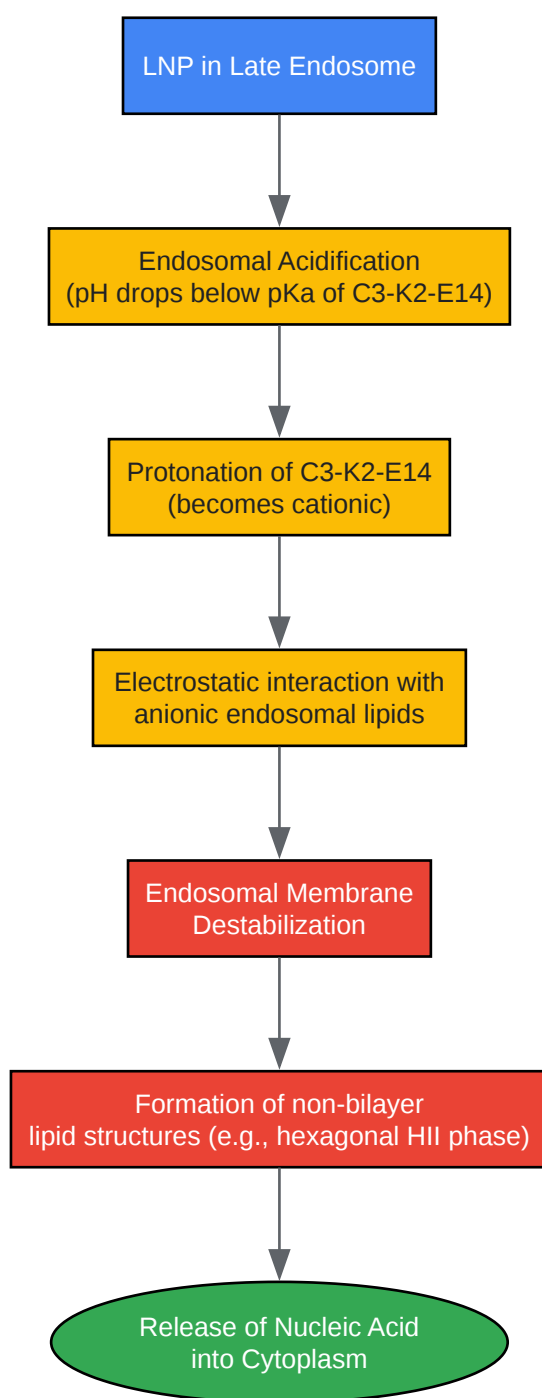 LNP in Late Endosome
Endosomal Acidification
(pH drops below pKa of C3-K2-E14)
Protonation of C3-K2-E14
(becomes cationic)
Electrostatic interaction with
anionic endosomal lipids
Endosomal Membrane
Destabilization
Formation of non-bilayer
lipid structures (e.g., hexagonal HII phase)
Release of Nucleic Acid
into Cytoplasm